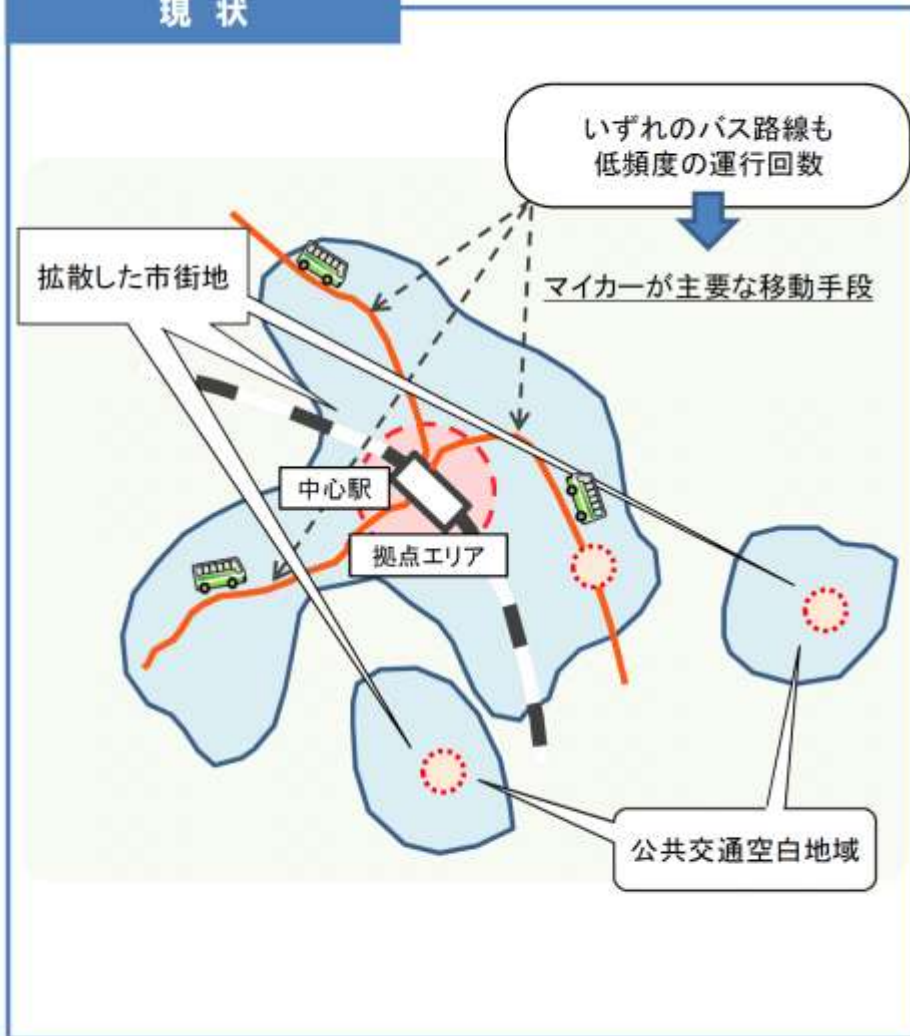 現 状
いずれのバス路線も
低頻度の運行回数
拡散した市街地
マイカーが主要な移動手段
中心駅
拠点エリア
公共交通空白地域